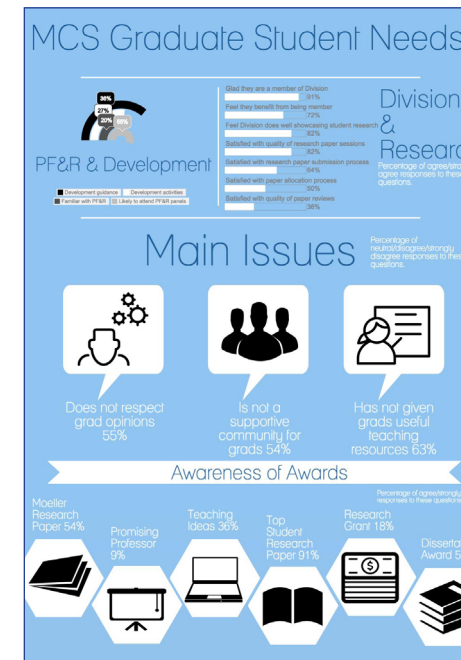 MCS Graduate Student Needs
36%
27%
20%
Glad they are a member of Division
91%
Feel they benefit from being member
72%
Feel Division does well showcasing student research
82%
Satisfied with quality of research paper sessions
82%
Satisfied with research paper submission process
64%
Satisfied with paper allocation process
50%
Satisfied with quality of paper reviews
36%
Division
&
Researc
Percentage of agree/stro
agree responses to these
questions.
PF&R & Development
Development guidance
Development activities
Familiar with PF&R
Likely to attend PF&R panels
Main Issues
Percentage of
neutral/disagree/strongly
disagree responses to thes
questions.
Does not respect
grad opinions
55%
Is not a
supportive
community for
grads 54%
Has not given
grads useful
teaching
resources 63%
Awareness of Awards
Percentage of agree/strongly
responses to these questions
Moeller
Research
Paper 54%
Promising
Professor
9%
Teaching
Ideas 36%
Top
Student
Research
Paper 91%
Research
Grant 18%
Disserta
Award 5